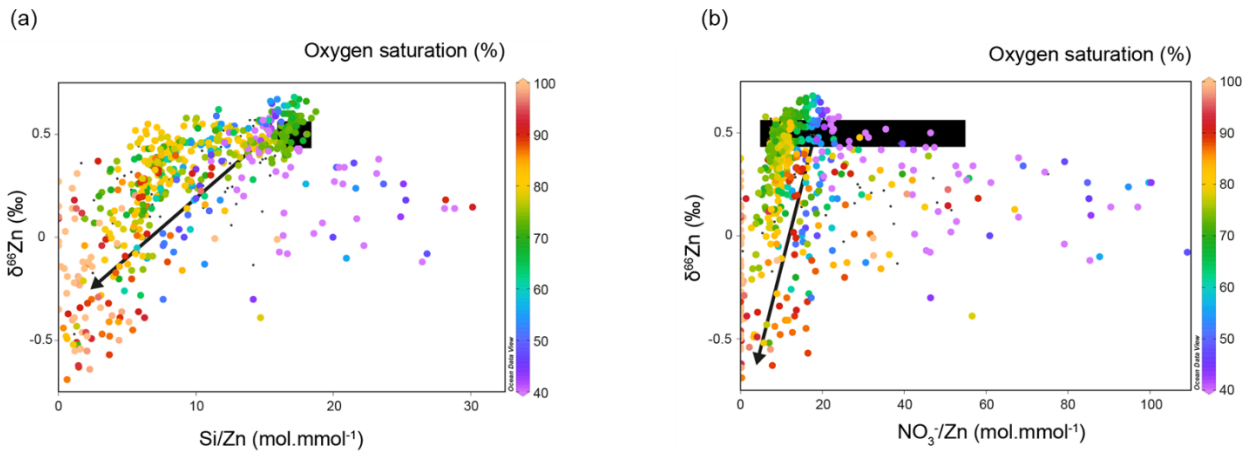 (a)
Oxygen saturation (%)
δ⁶⁶Zn (‰)
0.5
0
-0.5
0 10 20 30
Si/Zn (mol.mmol⁻¹)
100
90
80
70
60
50
40
Ocean Data View
(b)
Oxygen saturation (%)
δ⁶⁶Zn (‰)
0.5
0
-0.5
0 20 40 60 80 100
NO₃⁻/Zn (mol.mmol⁻¹)
100
90
80
70
60
50
40
Ocean Data View